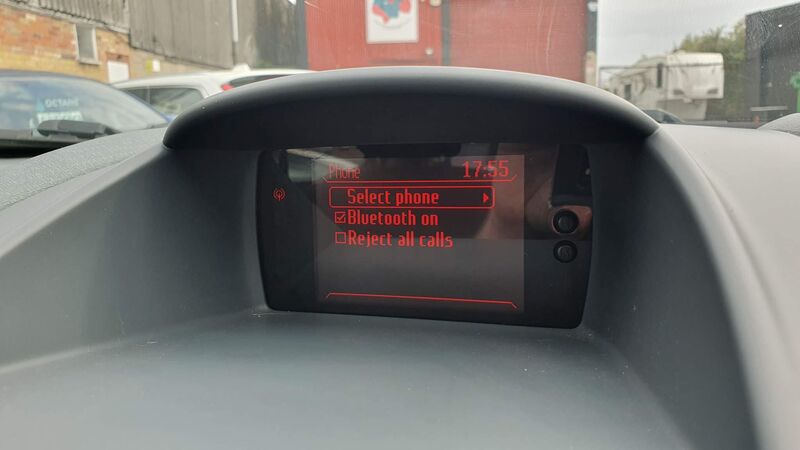 Phone 17:55
Select phone
Bluetooth on
Reject all calls